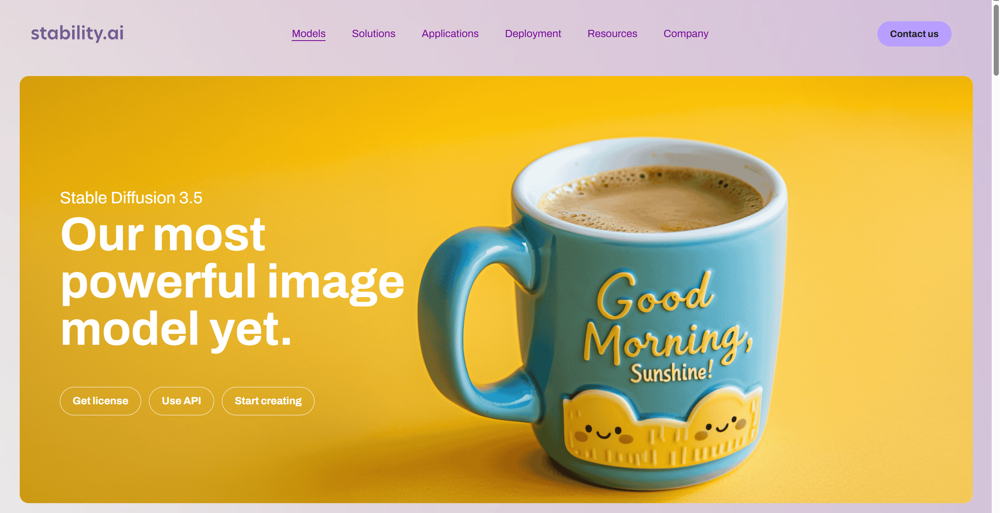 stability.ai
Models Solutions Applications Deployment Resources Company
Contact us
Stable Diffusion 3.5
Our most
powerful image
model yet.
Get license Use API Start creating
Good
Morning,
Sunshine!